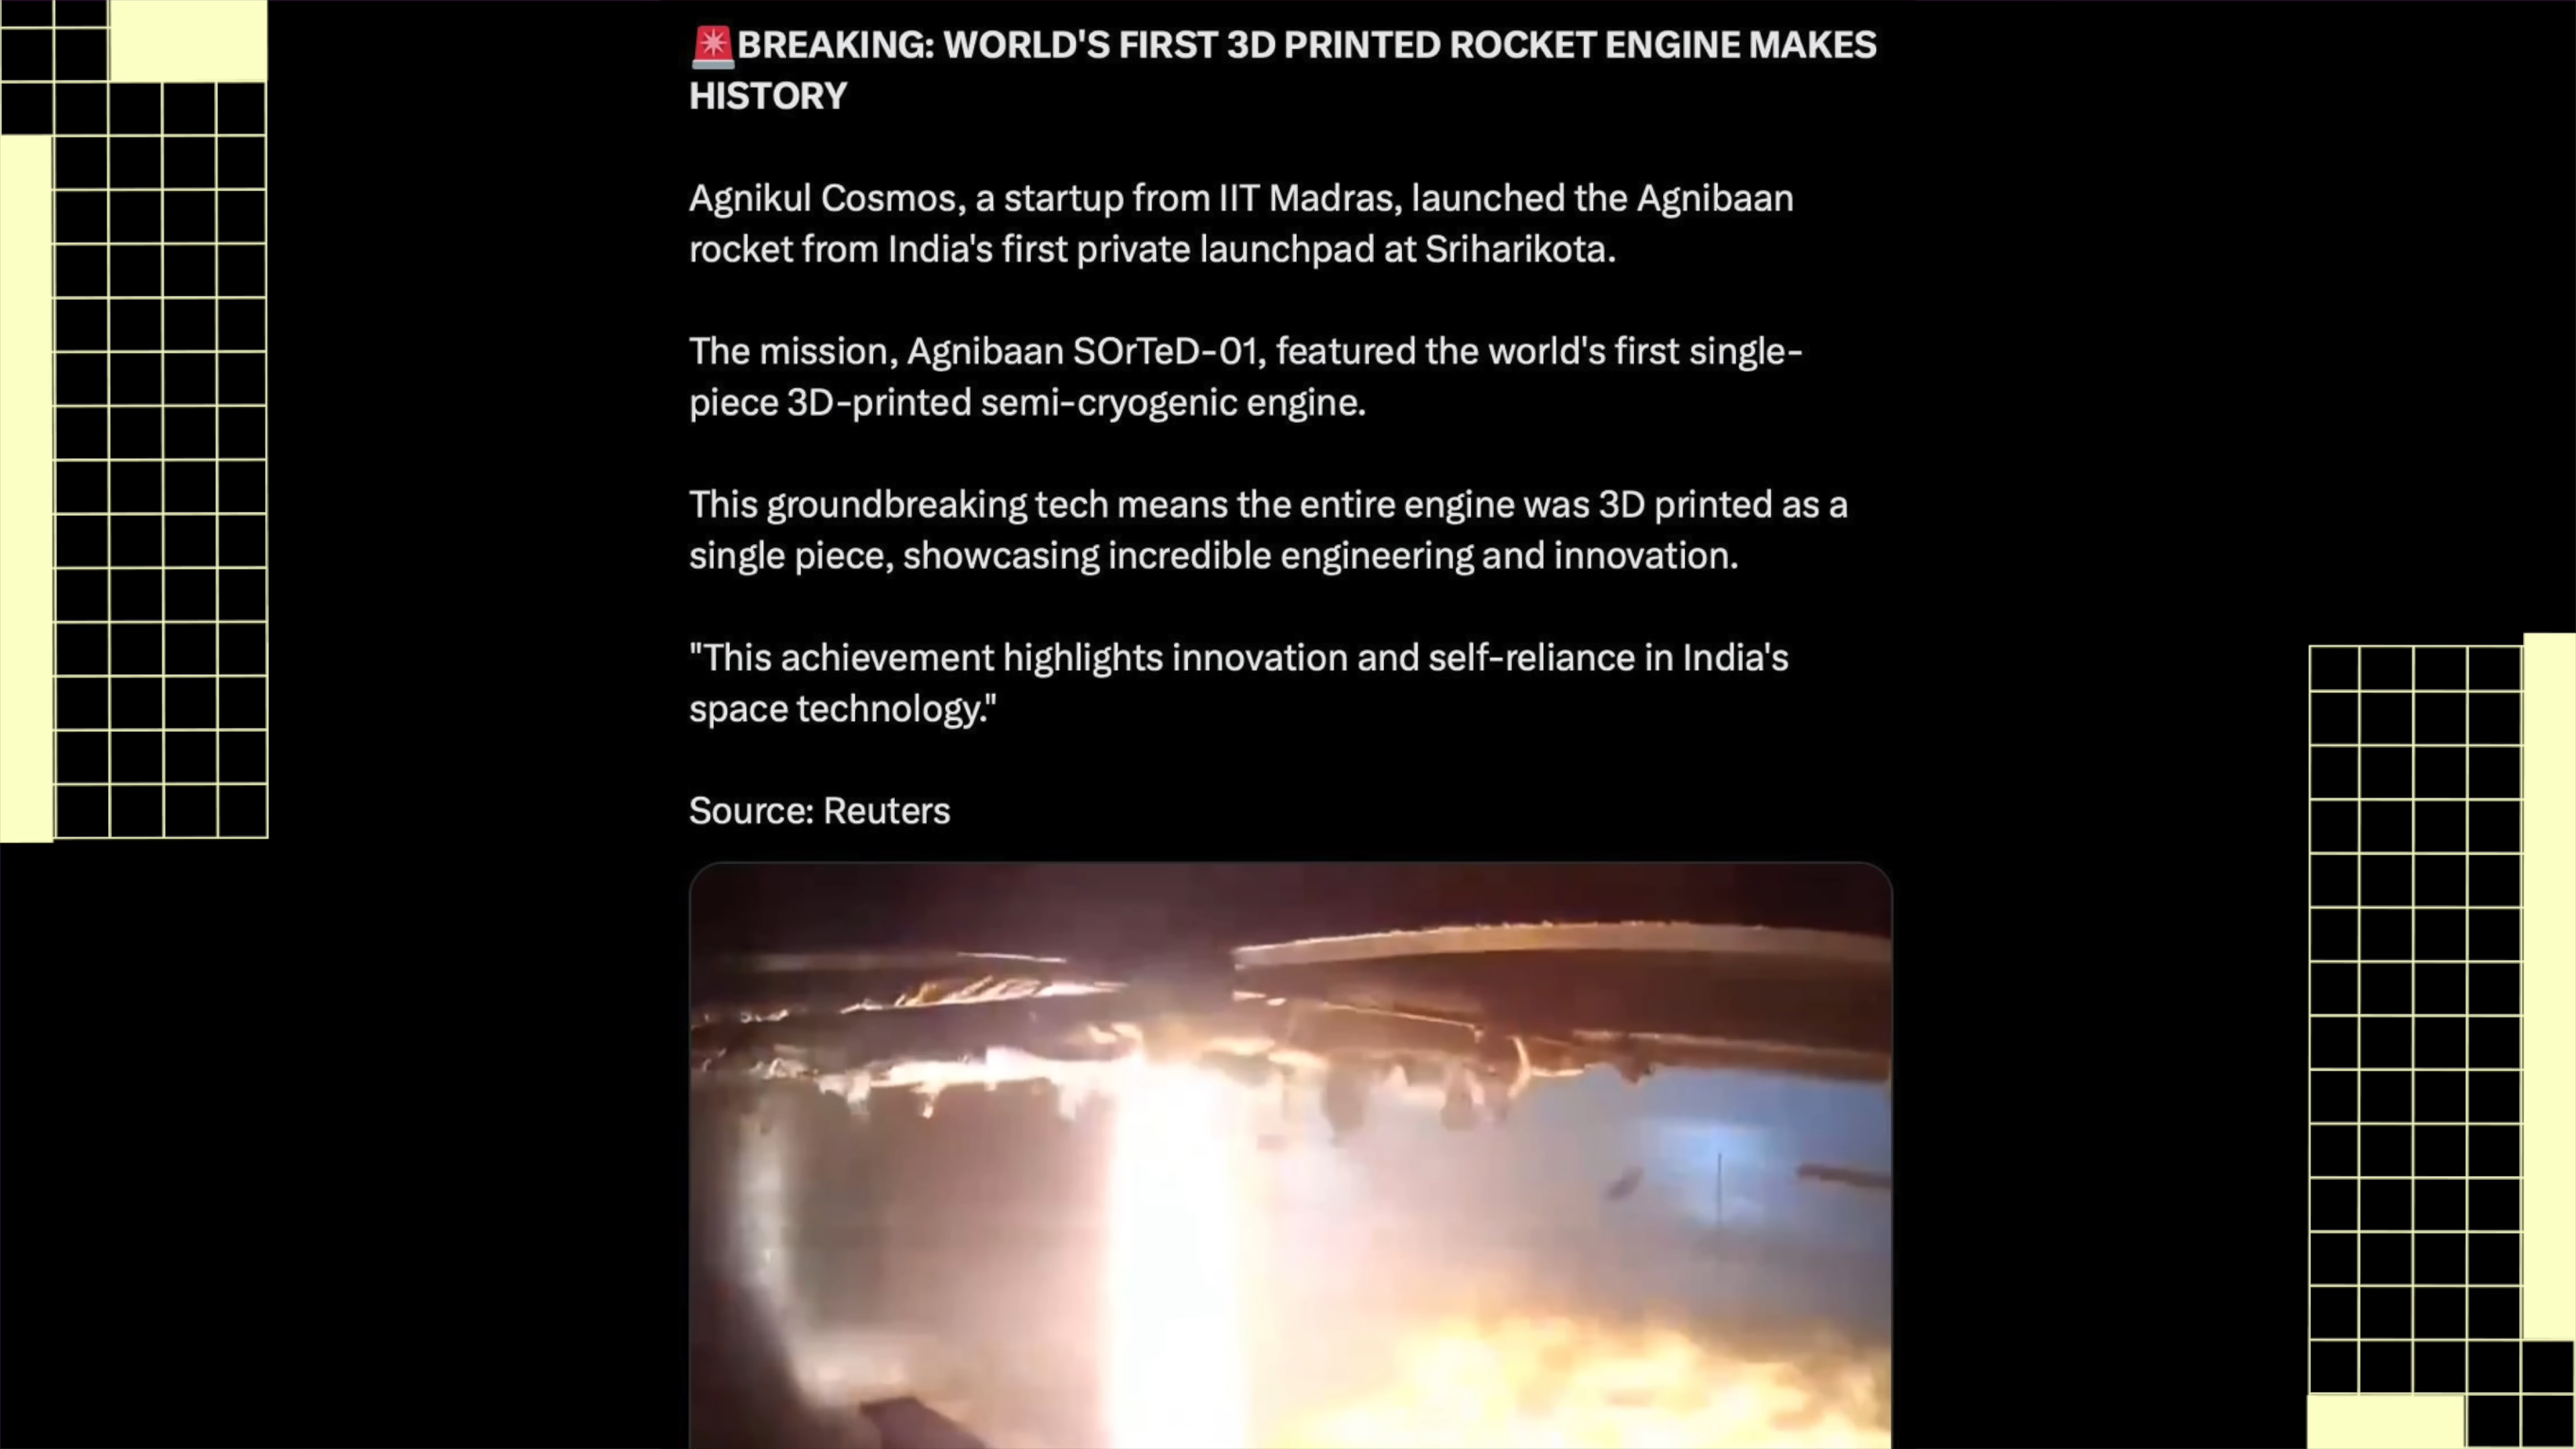 🚨BREAKING: WORLD'S FIRST 3D PRINTED ROCKET ENGINE MAKES
HISTORY
Agnikul Cosmos, a startup from IIT Madras, launched the Agnibaan
rocket from India's first private launchpad at Sriharikota.
The mission, Agnibaan SOrTeD-01, featured the world's first single-
piece 3D-printed semi-cryogenic engine.
This groundbreaking tech means the entire engine was 3D printed as a
single piece, showcasing incredible engineering and innovation.
"This achievement highlights innovation and self-reliance in India's
space technology."
Source: Reuters